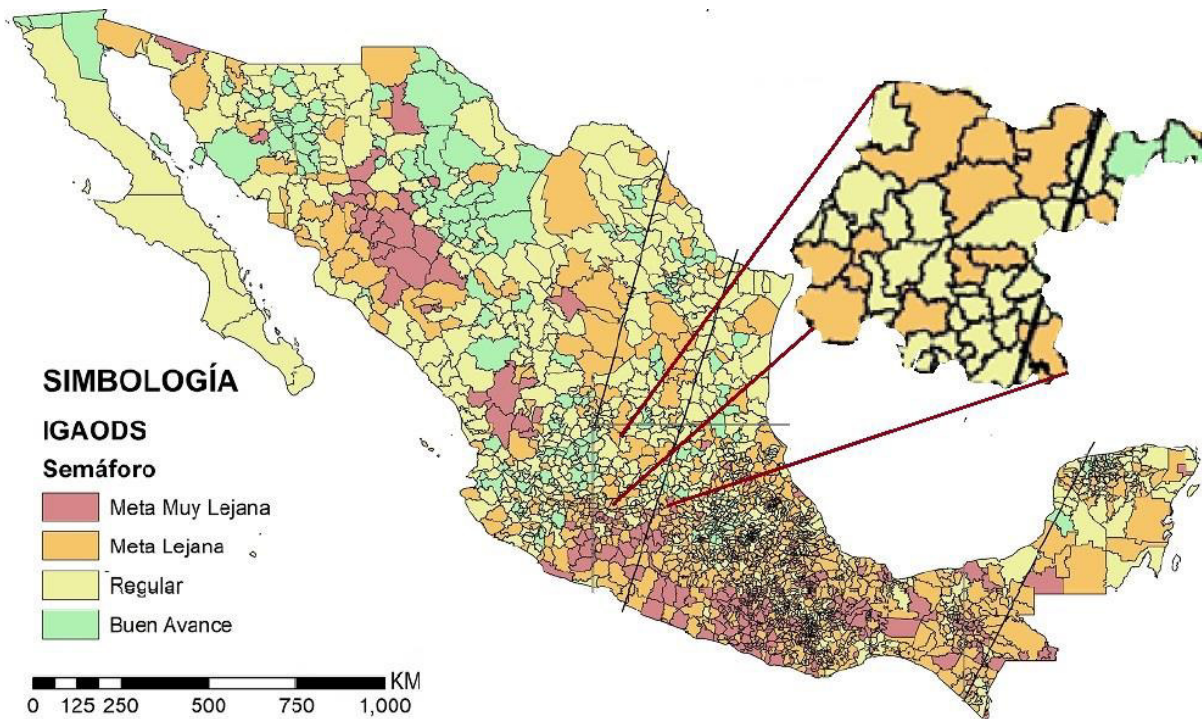 SIMBOLOGÍA
IGAODS
Semáforo
Meta Muy Lejana
Meta Lejana
Regular
Buen Avance
KM
0 125 250 500 750 1,000